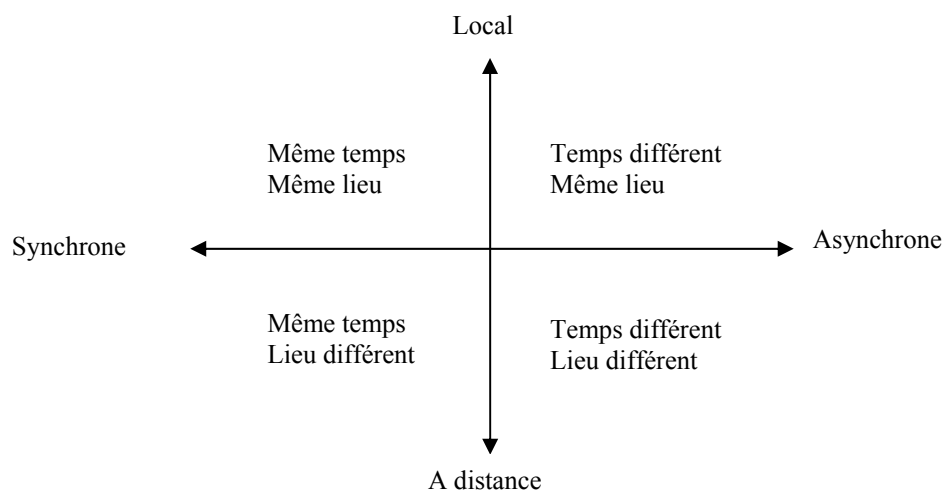 Local
Même temps
Même lieu
Temps différent
Même lieu
Synchrone
Asynchrone
Même temps
Lieu différent
Temps différent
Lieu différent
A distance